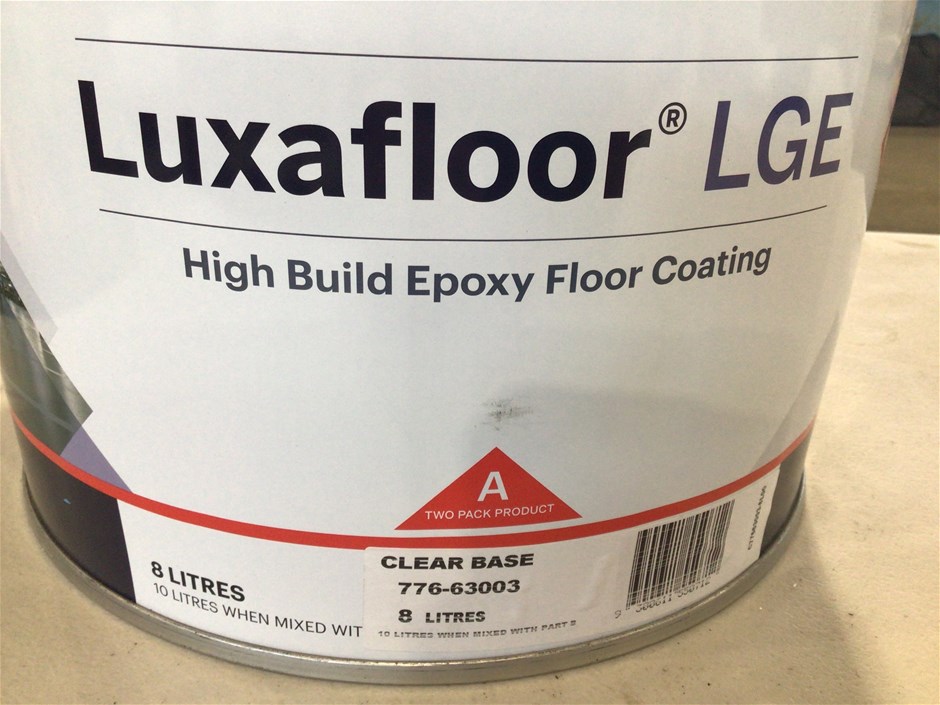 Luxafloor® LGE
High Build Epoxy Floor Coating
A
TWO PACK PRODUCT
8 LITRES
10 LITRES WHEN MIXED WIT
CLEAR BASE
776-63003
8 LITRES
10 LITRES WHEN MIXED WITH PART B